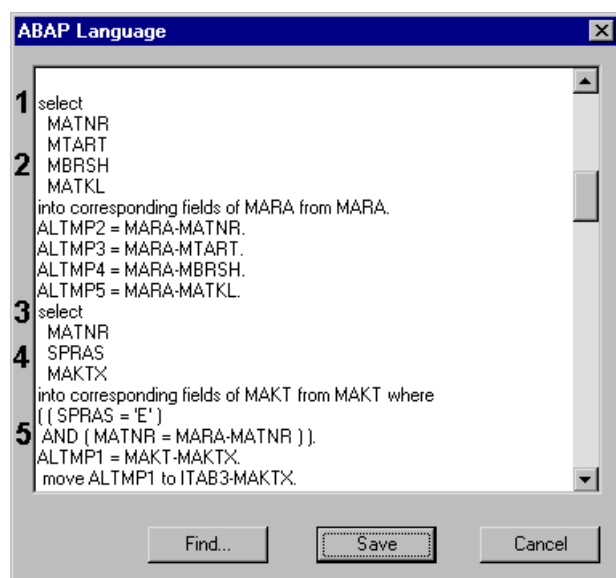 ABAP Language
1 select
MATNR
MTART
2 MBRSH
MATKL
into corresponding fields of MARA from MARA.
ALTMP2 = MARA-MATNR.
ALTMP3 = MARA-MTART.
ALTMP4 = MARA-MBRSH.
ALTMP5 = MARA-MATKL.
3 select
MATNR
4 SPRAS
MAKTX
into corresponding fields of MAKT from MAKT where
( ( SPRAS = 'E' )
5 AND ( MATNR = MARA-MATNR ) ).
ALTMP1 = MAKT-MAKTX.
move ALTMP1 to ITAB3-MAKTX.
Find... Save Cancel